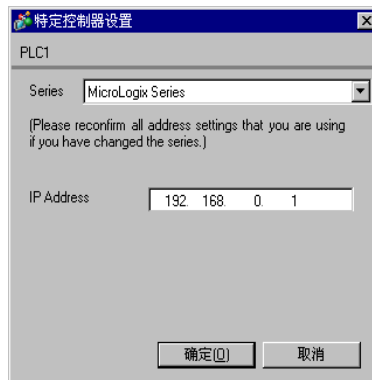 特定控制器设置
PLC1
Series MicroLogix Series
(Please reconfirm all address settings that you are using
if you have changed the series.)
IP Address 192. 168. 0. 1
确定(O) 取消